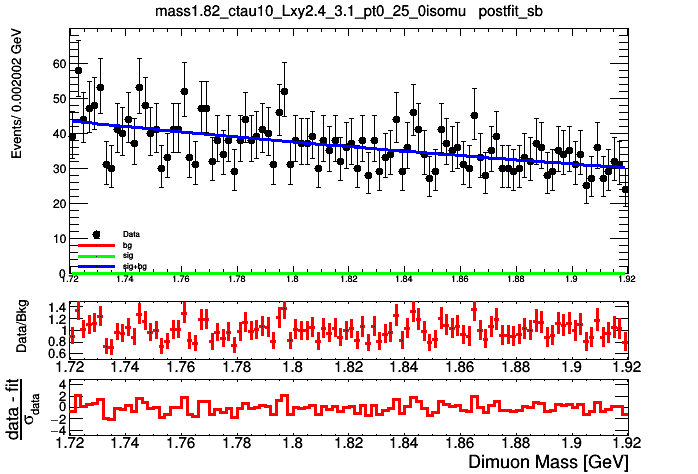 mass1.82_ctau10_Lxy2.4_3.1_pt0_25_0isomu postfit_sb
Events/ 0.002002 GeV
60
50
40
30
20
10
0
Data
bg
sig
sig+bg
1.72 1.74 1.76 1.78 1.8 1.82 1.84 1.86 1.88 1.9 1.92
Data/Bkg
1.4
1.2
1.0
0.8
0.6
1.72 1.74 1.76 1.78 1.8 1.82 1.84 1.86 1.88 1.9 1.92
data - fit
σdata
4
2
0
−2
−4
1.72 1.74 1.76 1.78 1.8 1.82 1.84 1.86 1.88 1.9 1.92
Dimuon Mass [GeV]